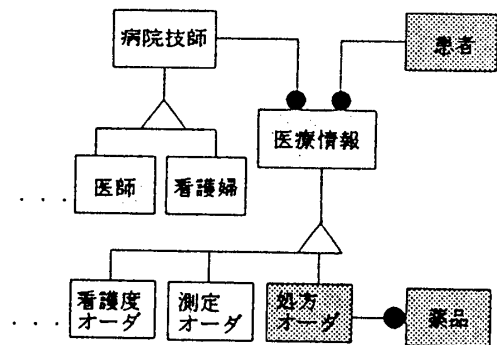 病院技師
患者
医療情報
医師
看護婦
. . .
看護度
オーダ
測定
オーダ
処方
オーダ
薬品
. . .